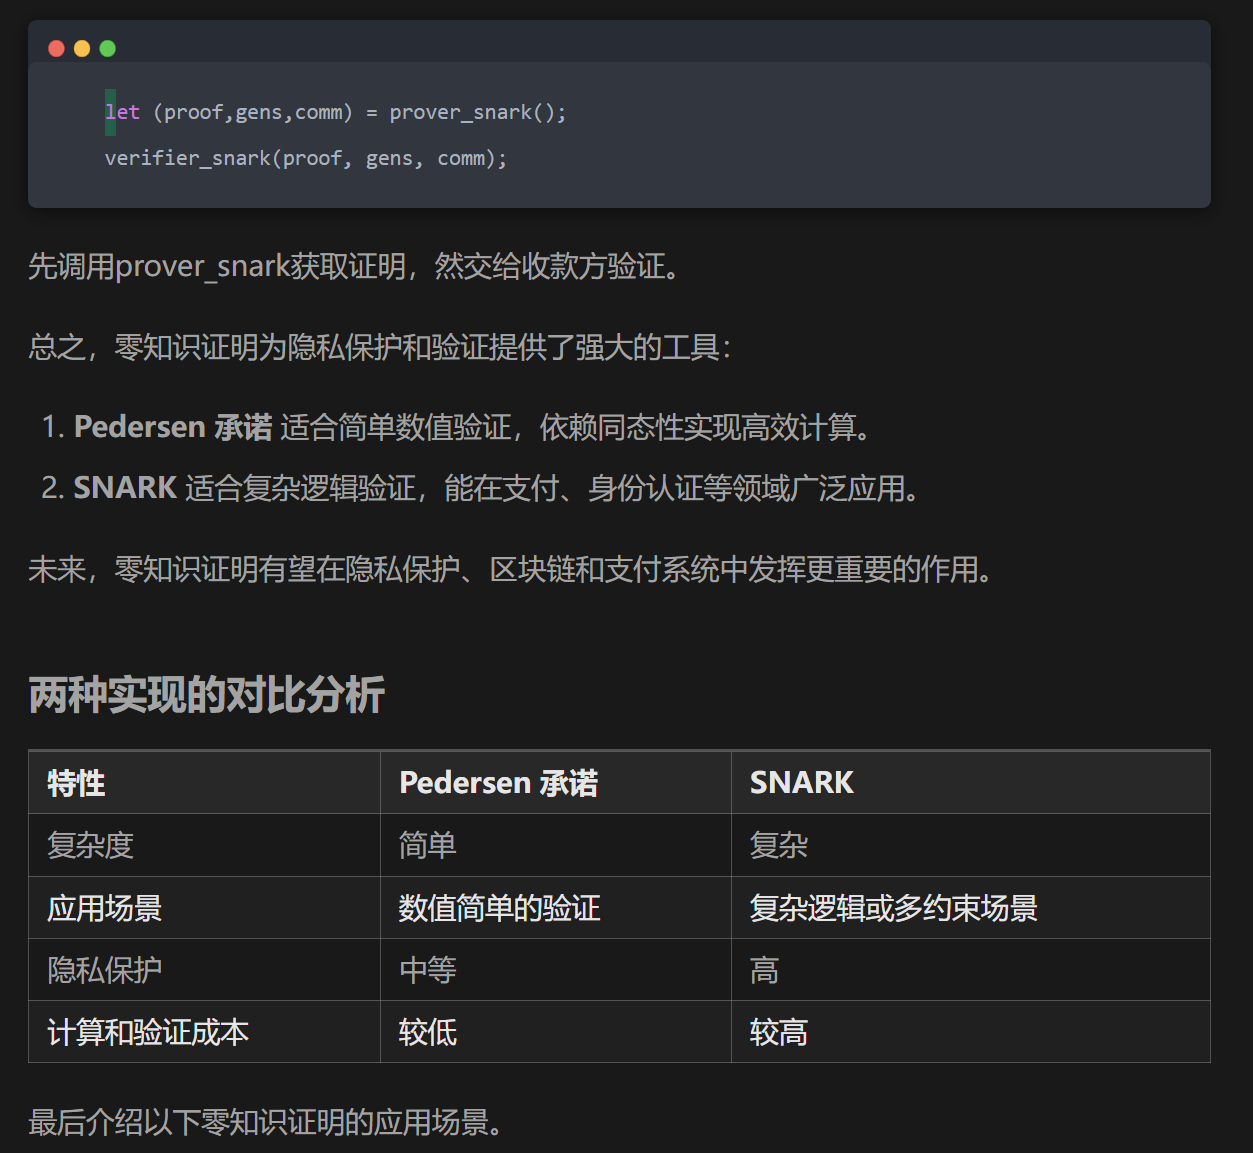 let (proof,gens,comm) = prover_snark();
verifier_snark(proof, gens, comm);
先调用prover_snark获取证明，然交给收款方验证。
总之，零知识证明为隐私保护和验证提供了强大的工具：
1. Pedersen 承诺 适合简单数值验证，依赖同态性实现高效计算。
2. SNARK 适合复杂逻辑验证，能在支付、身份认证等领域广泛应用。
未来，零知识证明有望在隐私保护、区块链和支付系统中发挥更重要的作用。
两种实现的对比分析
特性 Pedersen 承诺 SNARK
复杂度 简单 复杂
应用场景 数值简单的验证 复杂逻辑或多约束场景
隐私保护 中等 高
计算和验证成本 较低 较高
最后介绍以下零知识证明的应用场景。